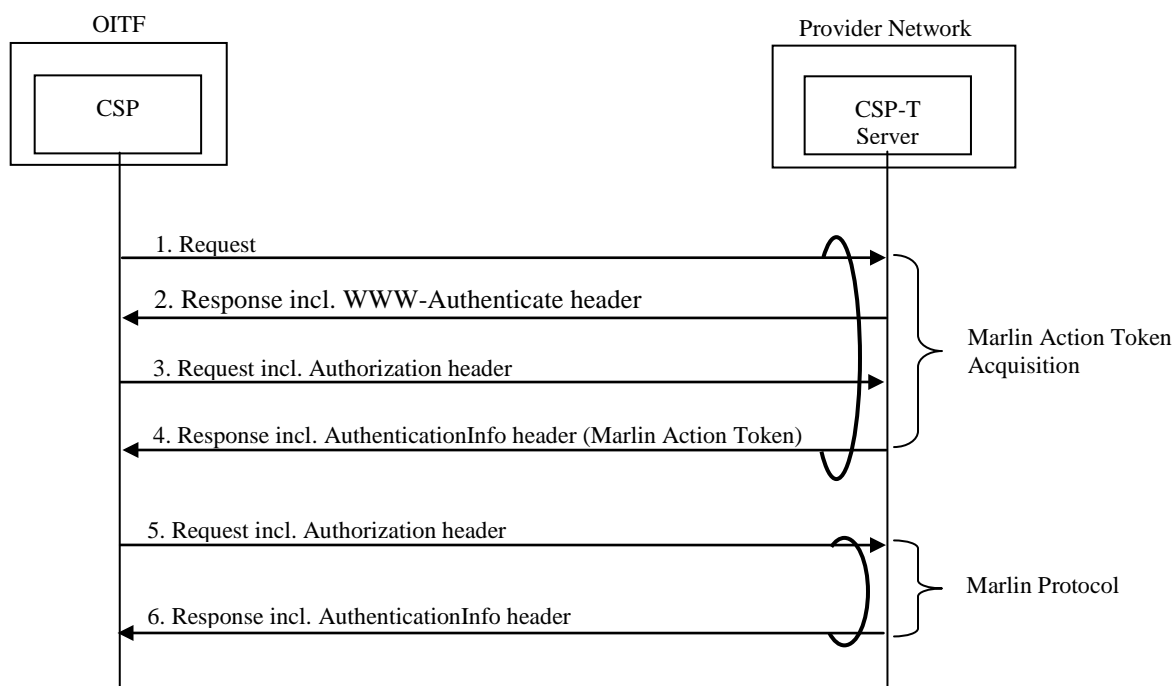 OITF
Provider Network
CSP
CSP-T
Server
1. Request
2. Response incl. WWW-Authenticate header
3. Request incl. Authorization header
4. Response incl. AuthenticationInfo header (Marlin Action Token)
Marlin Action Token
Acquisition
5. Request incl. Authorization header
6. Response incl. AuthenticationInfo header
Marlin Protocol